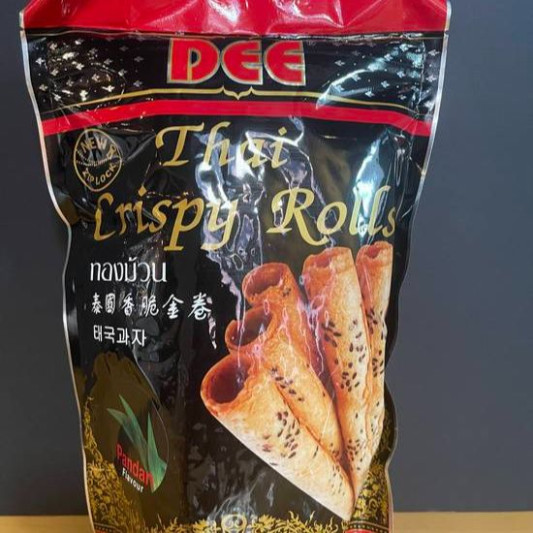 DEE
NEW
ZIP LOCK
Thai
Crispy Rolls
ทองม้วน
泰國香脆金卷
태국과자
Pandan
Flavour